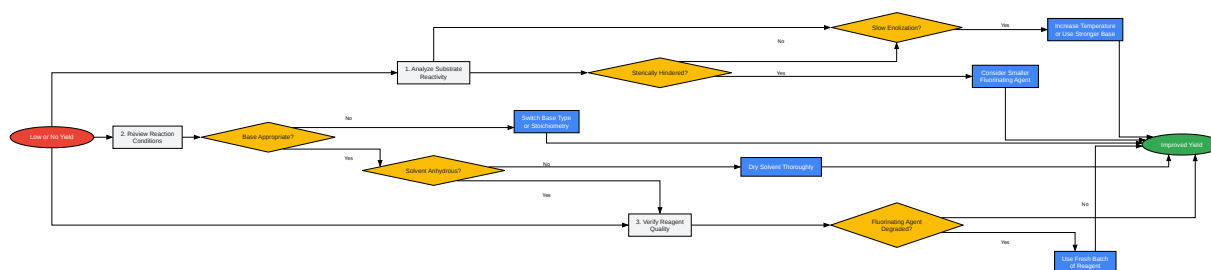 Slow Enolization?
Yes
Increase Temperature
or Use Stronger Base
No
1. Analyze Substrate
Reactivity
Sterically Hindered?
Yes
Consider Smaller
Fluorinating Agent
Low or No Yield
2. Review Reaction
Conditions
Base Appropriate?
No
Switch Base Type
or Stoichiometry
Yes
Solvent Anhydrous?
No
Dry Solvent Thoroughly
Improved Yield
Yes
3. Verify Reagent
Quality
Fluorinating Agent
Degraded?
No
Yes
Use Fresh Batch
of Reagent